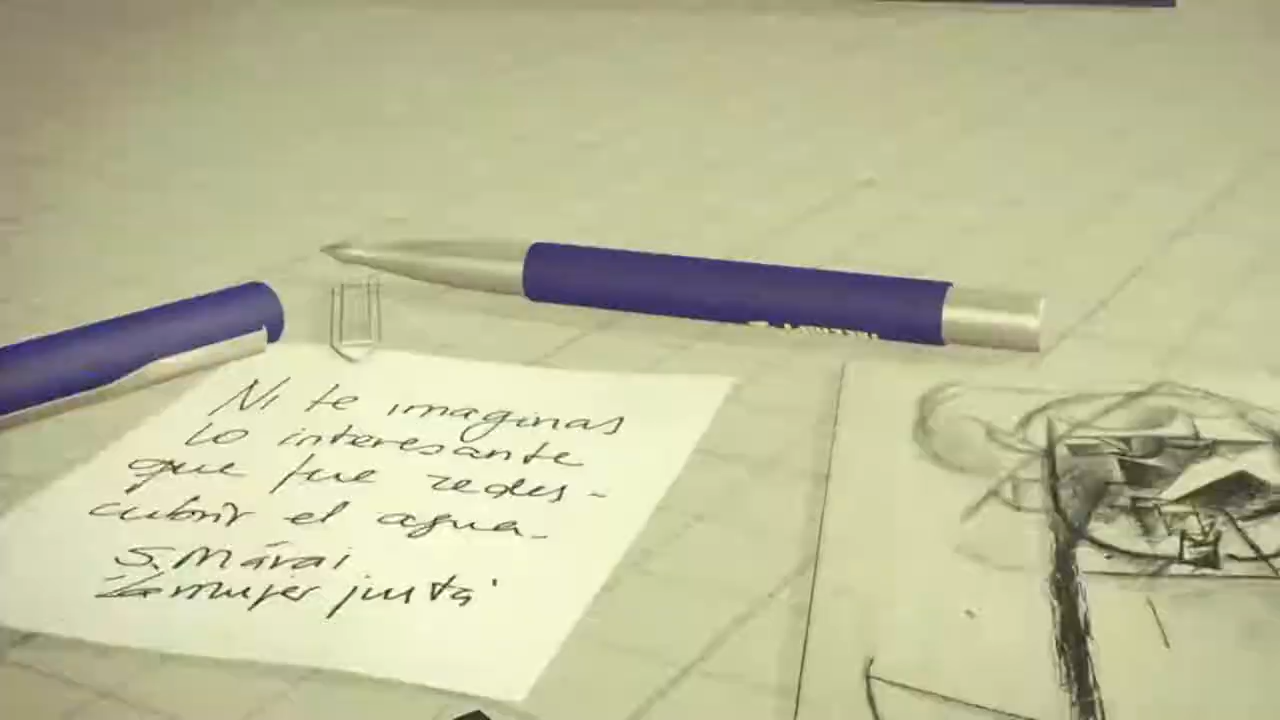 Ni te imaginas
lo interesante
que fue redes-
cubrir el agua.
S. Márai
"La mujer justa"